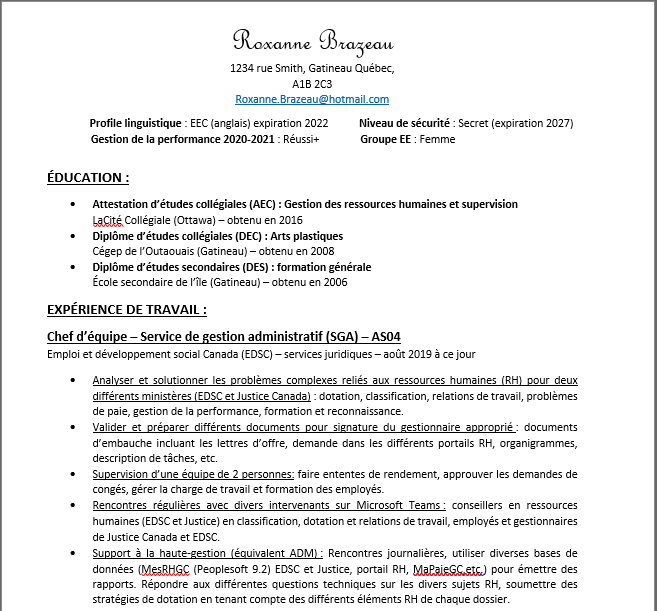 Roxanne Brazeau
1234 rue Smith, Gatineau Québec,
A1B 2C3
Roxanne.Brazeau@hotmail.com
Profile linguistique : EEC (anglais) expiration 2022 Niveau de sécurité : Secret (expiration 2027)
Gestion de la performance 2020-2021 : Réussi+ Groupe EE : Femme
ÉDUCATION :
• Attestation d'études collégiales (AEC) : Gestion des ressources humaines et supervision
LaCité Collégiale (Ottawa) – obtenu en 2016
• Diplôme d'études collégiales (DEC) : Arts plastiques
Cégep de l'Outaouais (Gatineau) – obtenu en 2008
• Diplôme d'études secondaires (DES) : formation générale
École secondaire de l'île (Gatineau) – obtenu en 2006
EXPÉRIENCE DE TRAVAIL :
Chef d'équipe – Service de gestion administratif (SGA) – AS04
Emploi et développement social Canada (EDSC) – services juridiques – août 2019 à ce jour
• Analyser et solutionner les problèmes complexes reliés aux ressources humaines (RH) pour deux
différents ministères (EDSC et Justice Canada) : dotation, classification, relations de travail, problèmes
de paie, gestion de la performance, formation et reconnaissance.
• Valider et préparer différents documents pour signature du gestionnaire approprié : documents
d'embauche incluant les lettres d'offre, demande dans les différents portails RH, organigrammes,
description de tâches, etc.
• Supervision d'une équipe de 2 personnes: faire ententes de rendement, approuver les demandes de
congés, gérer la charge de travail et formation des employés.
• Rencontres régulières avec divers intervenants sur Microsoft Teams : conseillers en ressources
humaines (EDSC et Justice) en classification, dotation et relations de travail, employés et gestionnaires
de Justice Canada et EDSC.
• Support à la haute-gestion (équivalent ADM) : Rencontres journalières, utiliser diverses bases de
données (MesRHGC (Peoplesoft 9.2) EDSC et Justice, portail RH, MaPaieGC,etc.) pour émettre des
rapports. Répondre aux différentes questions techniques sur les divers sujets RH, soumettre des
stratégies de dotation en tenant compte des différents éléments RH de chaque dossier.